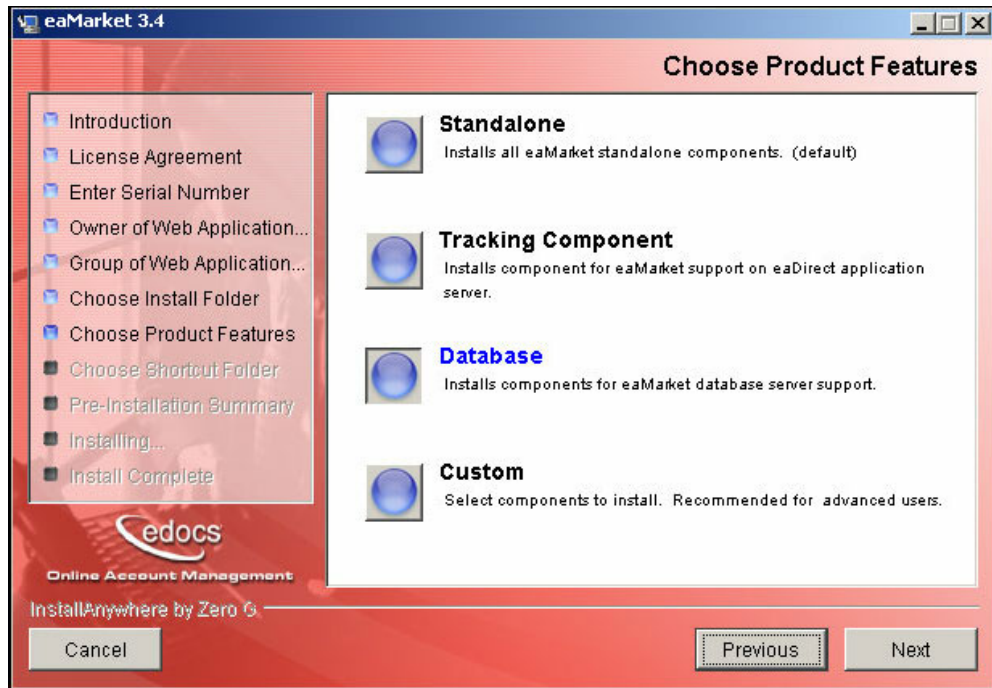 eaMarket 3.4
Choose Product Features
Introduction
License Agreement
Enter Serial Number
Owner of Web Application...
Group of Web Application...
Choose Install Folder
Choose Product Features
Choose Shortcut Folder
Pre-Installation Summary
Installing...
Install Complete
Standalone
Installs all eaMarket standalone components. (default)
Tracking Component
Installs component for eaMarket support on eaDirect application
server.
Database
Installs components for eaMarket database server support.
Custom
Select components to install. Recommended for advanced users.
edocs
Online Account Management
InstallAnywhere by Zero G
Cancel
Previous
Next